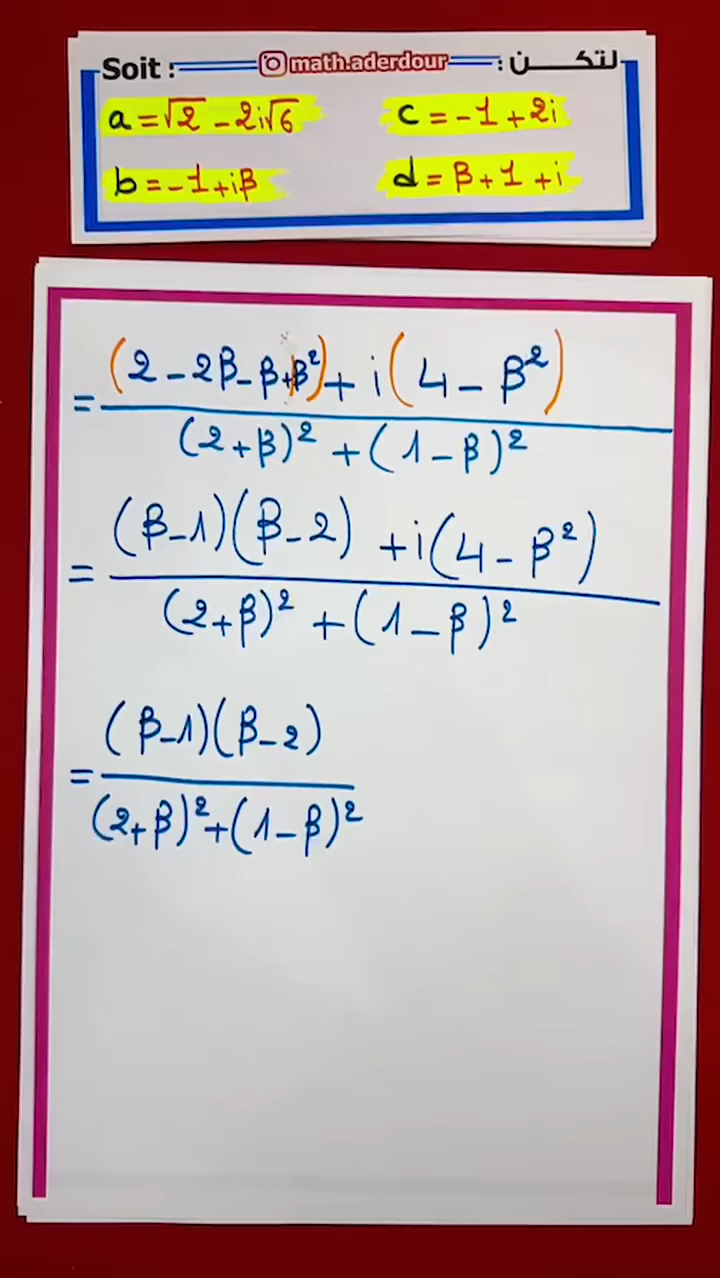 Soit : math.aderdour لتكن :
a = √2 - 2i√6 c = -1 + 2i
b = -1 + iβ d = β + 1 + i
= ((2 - 2β - β + β²) + i(4 - β²)) / ((2 + β)² + (1 - β)²)
= ((β - 1)(β - 2) + i(4 - β²)) / ((2 + β)² + (1 - β)²)
= ((β - 1)(β - 2)) / ((2 + β)² + (1 - β)²)